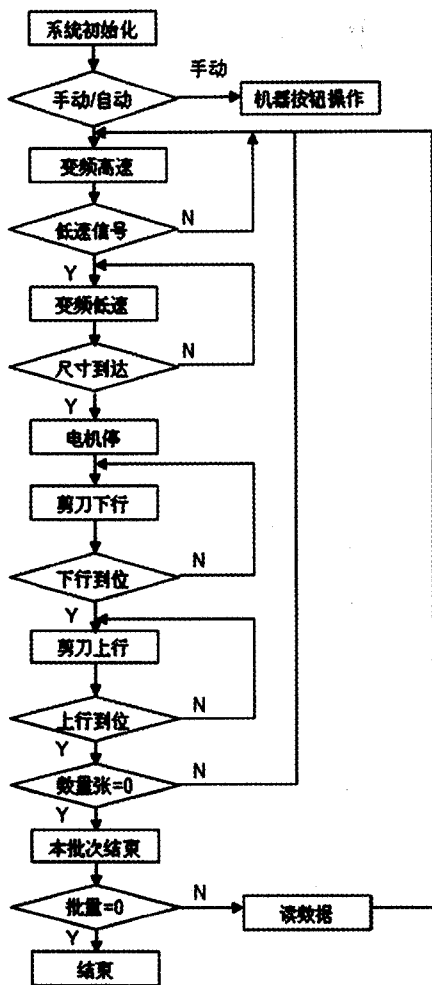 系统初始化
手动
手动/自动
机器按钮操作
变频高速
低速信号
N
Y
变频低速
尺寸到达
N
Y
电机停
剪刀下行
下行到位
N
Y
剪刀上行
上行到位
N
Y
数量张=0
N
Y
本批次结束
批量=0
N
读数据
Y
结束